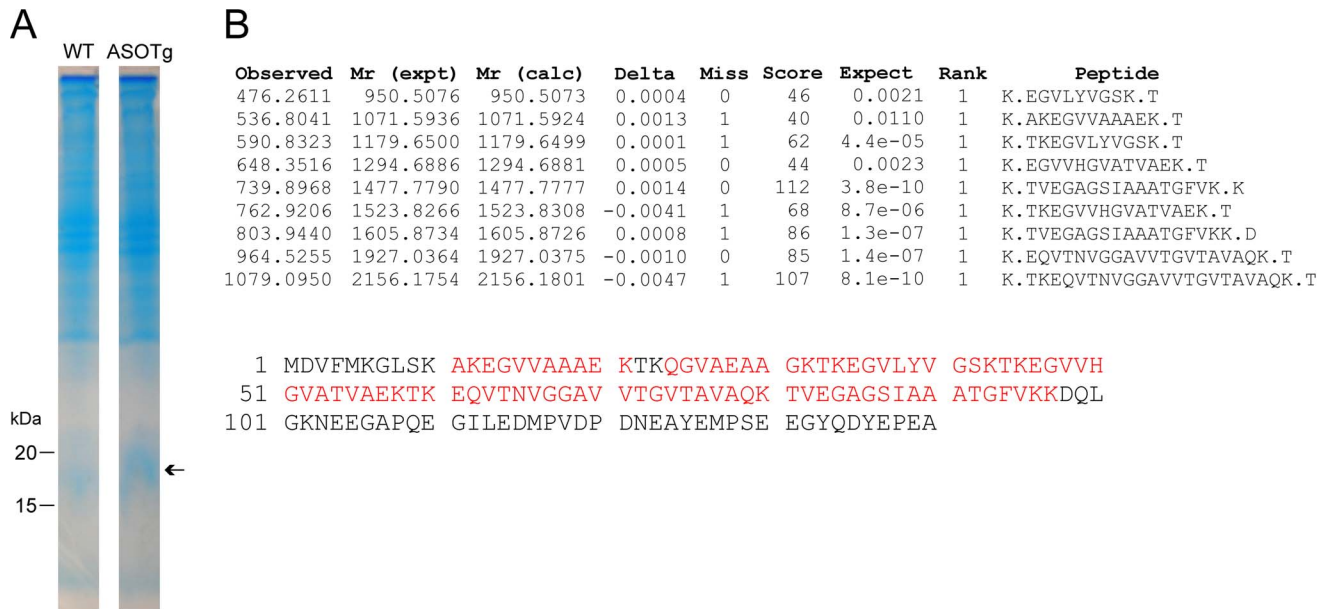 A B
WT ASOTg
Observed Mr (expt) Mr (calc) Delta Miss Score Expect Rank Peptide
476.2611 950.5076 950.5073 0.0004 0 46 0.0021 1 K.EGVLYVGSK.T
536.8041 1071.5936 1071.5924 0.0013 1 40 0.0110 1 K.AKEGVVAAAEK.T
590.8323 1179.6500 1179.6499 0.0001 1 62 4.4e-05 1 K.TKEGVLYVGSK.T
648.3516 1294.6886 1294.6881 0.0005 0 44 0.0023 1 K.EGVVHGVATVAEK.T
739.8968 1477.7790 1477.7777 0.0014 0 112 3.8e-10 1 K.TVEGAGSIAAATGFVK.K
762.9206 1523.8266 1523.8308 -0.0041 1 68 8.7e-06 1 K.TKEGVVHGVATVAEK.T
803.9440 1605.8734 1605.8726 0.0008 1 86 1.3e-07 1 K.TVEGAGSIAAATGFVKK.D
964.5255 1927.0364 1927.0375 -0.0010 0 85 1.4e-07 1 K.EQVTNVGGAVVTGVTAVAQK.T
1079.0950 2156.1754 2156.1801 -0.0047 1 107 8.1e-10 1 K.TKEQVTNVGGAVVTGVTAVAQK.T
1 MDVFMKGLSK AKEGVVAAAE KTKQGVAEAA GKTKEGVLYV GSKTKEGVVH
51 GVATVAEKTK EQVTNVGGAV VTGVTAVAQK TVEGAGSIAA ATGFVKKDQL
101 GKNEEGAPQE GILEDMPVDP DNEAYEMPSE EGYQDYEPEA
kDa
20
15